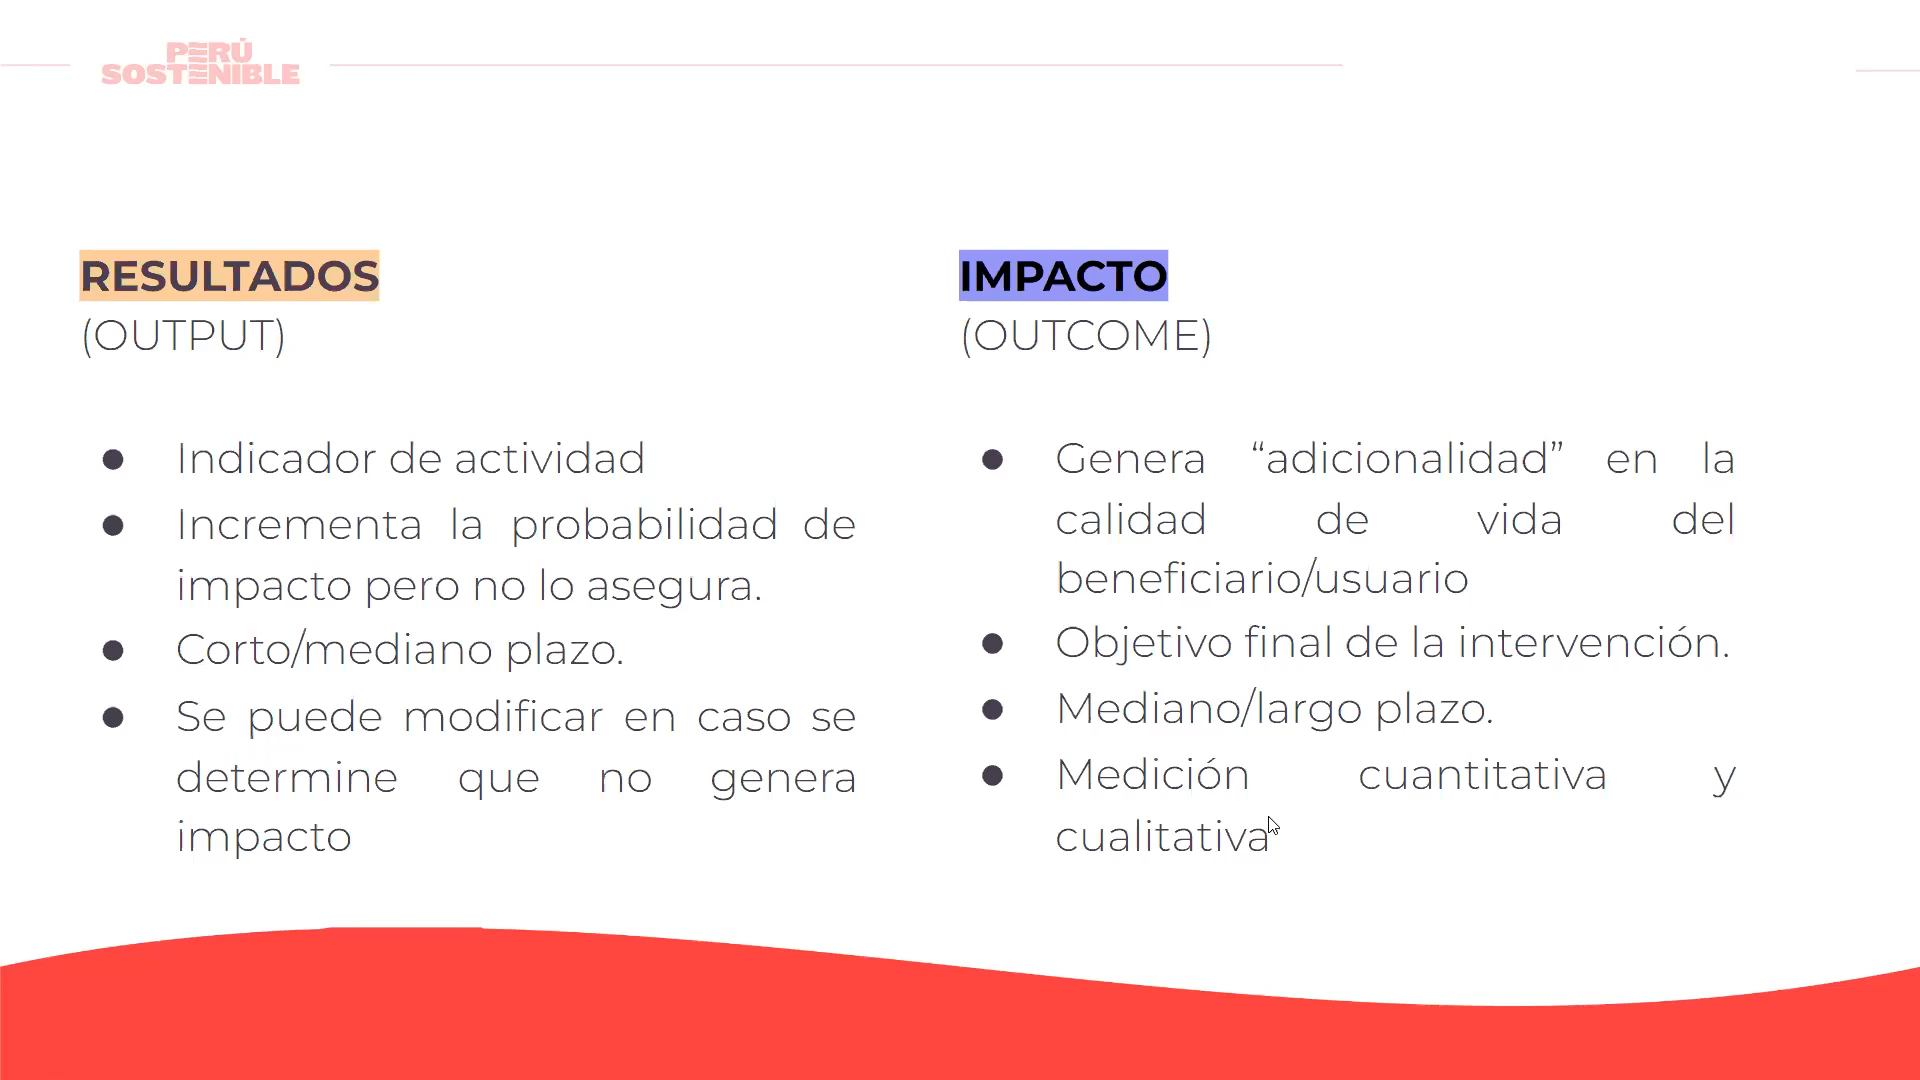 PERÚ
SOSTENIBLE
RESULTADOS
(OUTPUT)
● Indicador de actividad
● Incrementa la probabilidad de
impacto pero no lo asegura.
● Corto/mediano plazo.
● Se puede modificar en caso se
determine que no genera
impacto
IMPACTO
(OUTCOME)
● Genera “adicionalidad” en la
calidad de vida del
beneficiario/usuario
● Objetivo final de la intervención.
● Mediano/largo plazo.
● Medición cuantitativa y
cualitativa